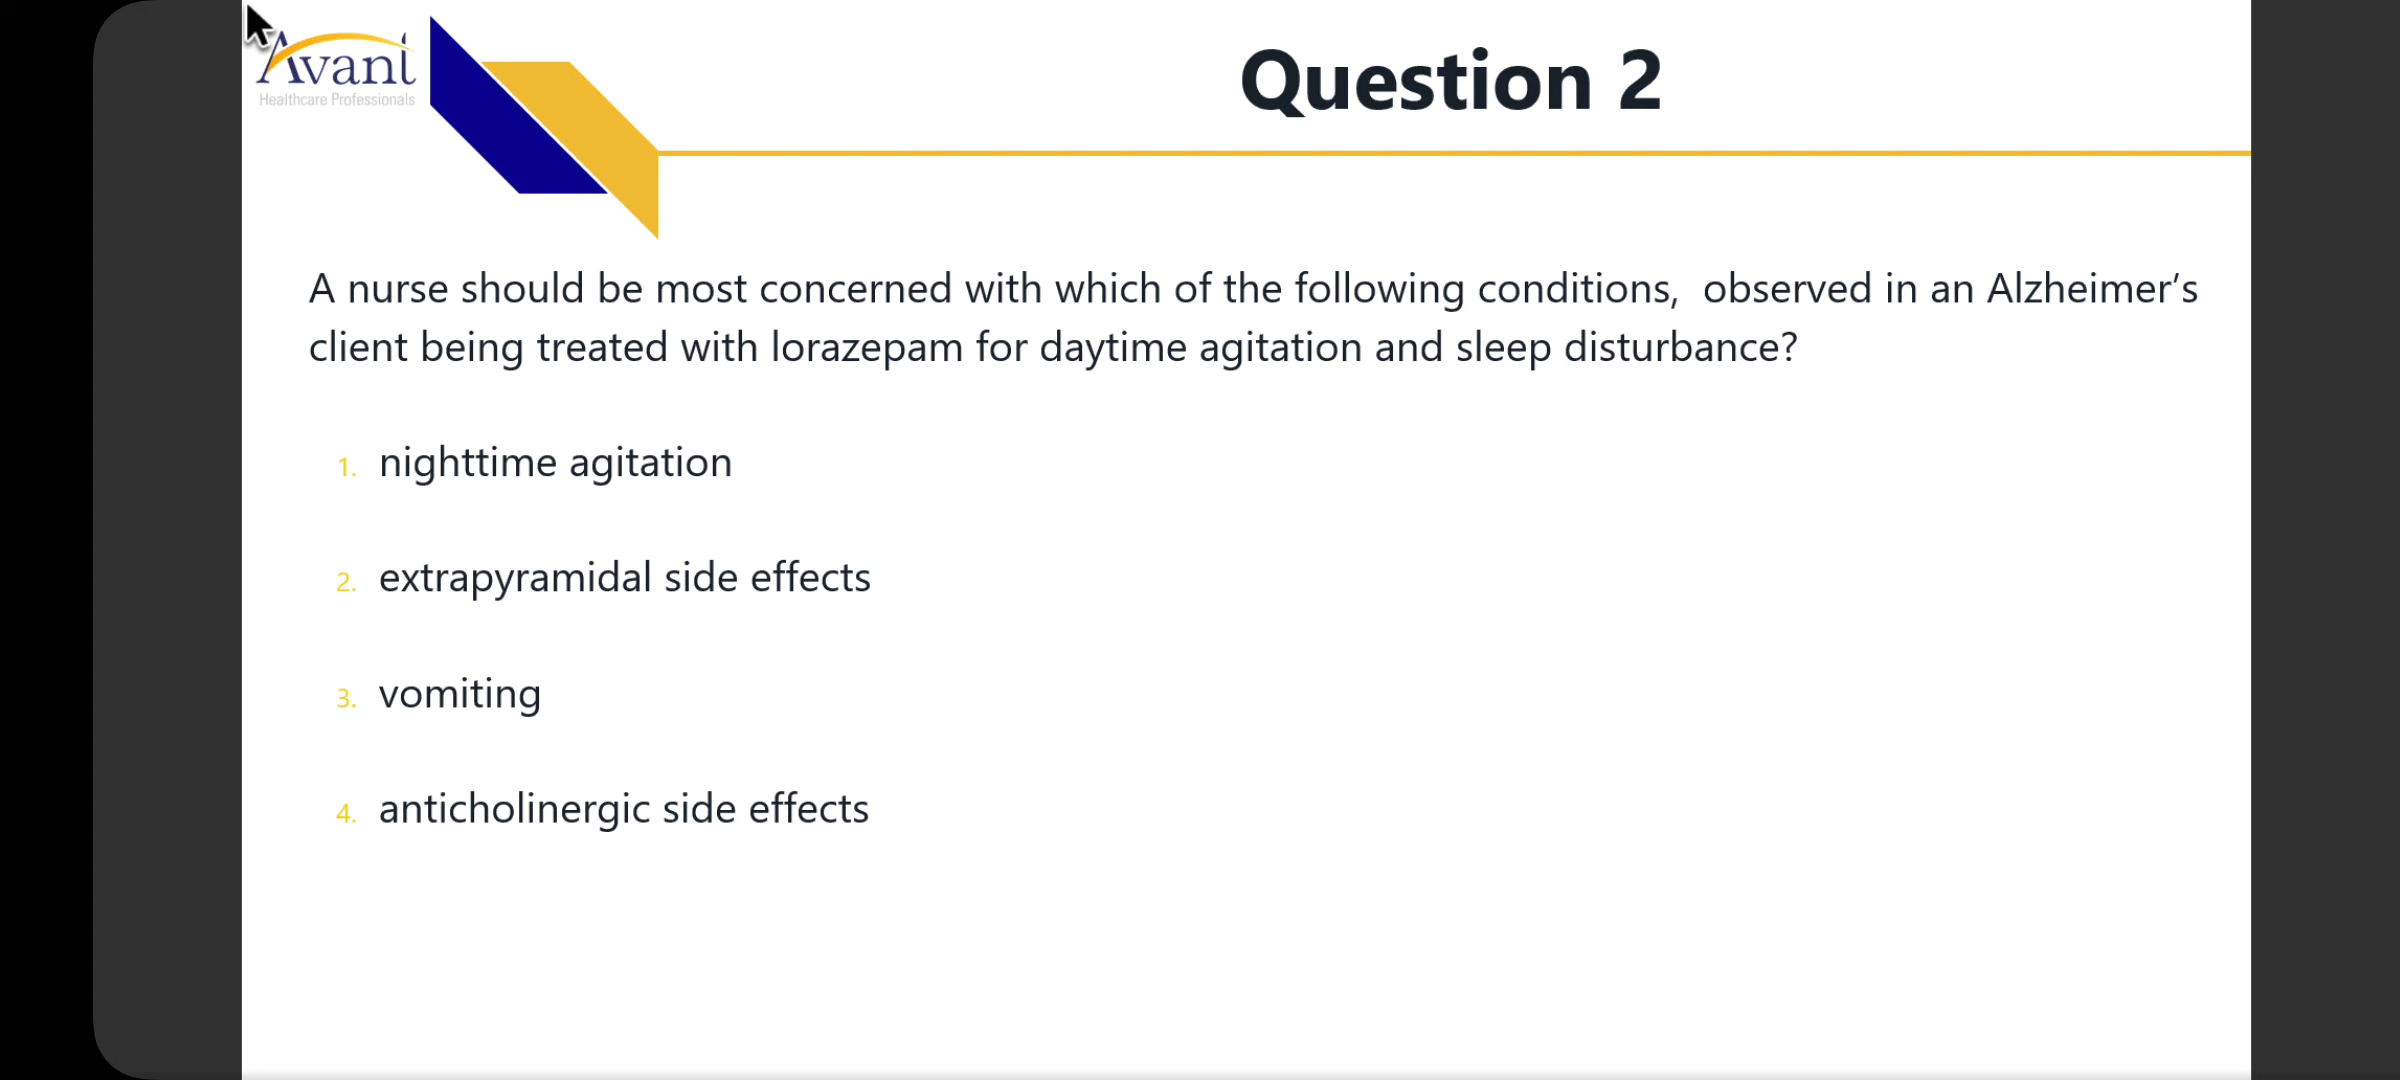 Avant
Healthcare Professionals
Question 2
A nurse should be most concerned with which of the following conditions,  observed in an Alzheimer’s
client being treated with lorazepam for daytime agitation and sleep disturbance?
1. nighttime agitation
2. extrapyramidal side effects
3. vomiting
4. anticholinergic side effects